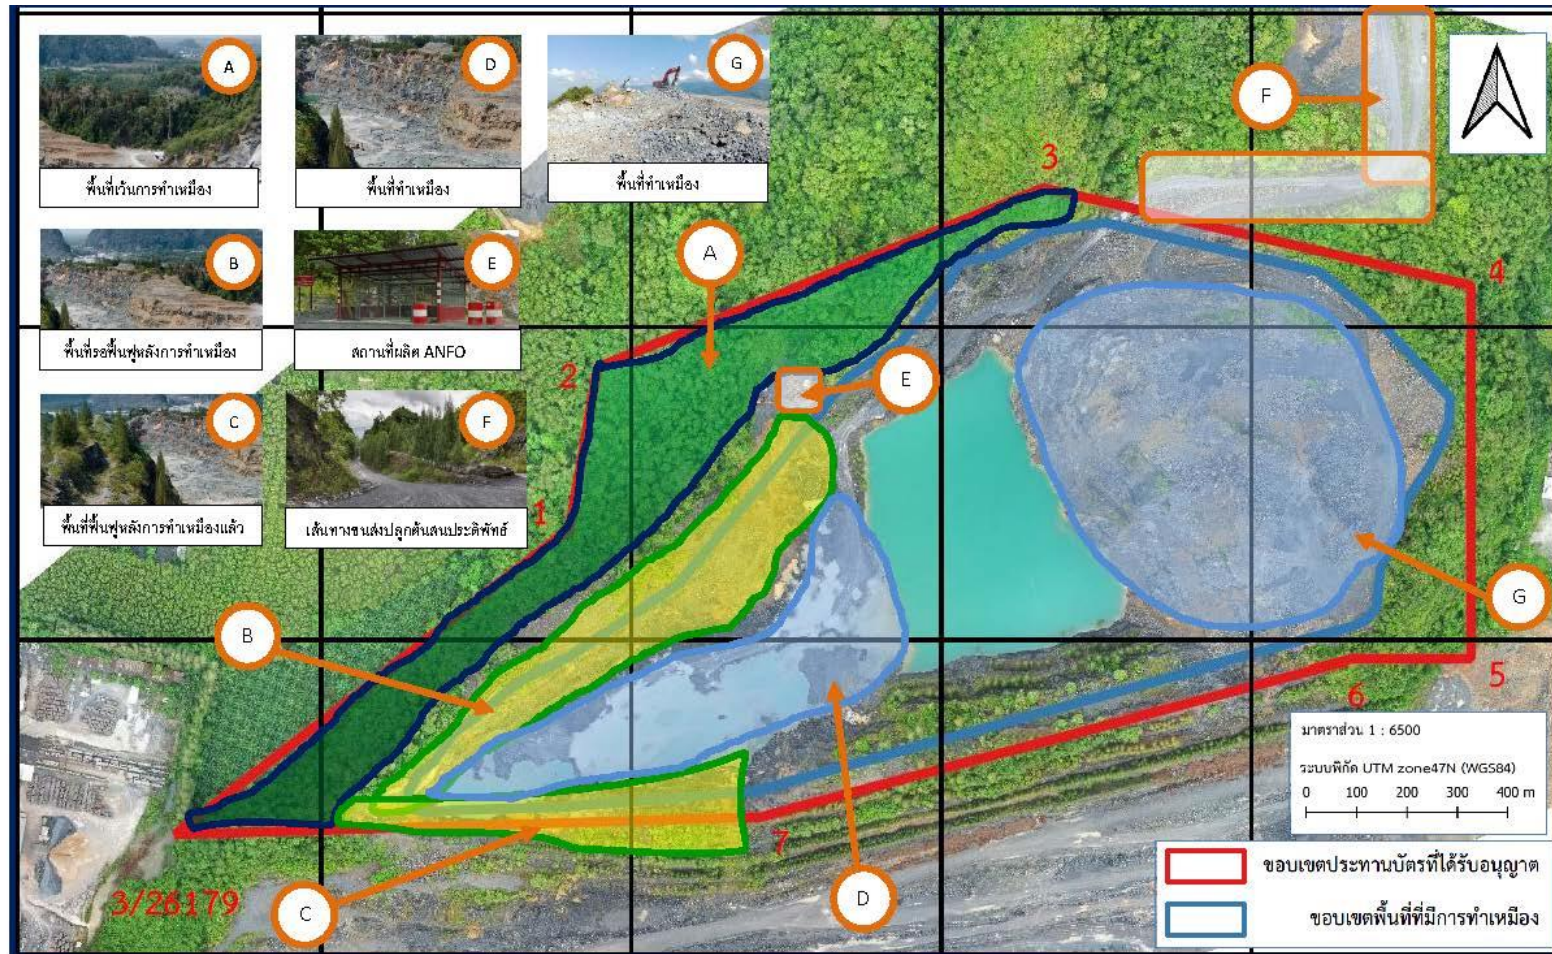 A
พื้นที่เว้นการทำเหมือง
D
พื้นที่ทำเหมือง
G
พื้นที่ทำเหมือง
B
พื้นที่รอฟื้นฟูหลังการทำเหมือง
E
สถานที่ผลิต ANFO
C
พื้นที่ฟื้นฟูหลังการทำเหมืองแล้ว
F
เส้นทางขนส่งปลูกต้นสนประดิพัทธ์
F
3
A
4
2
E
1
B
G
5
6
7
3/26179
C
D
มาตราส่วน 1 : 6500
ระบบพิกัด UTM zone47N (WGS84)
0 100 200 300 400 m
ขอบเขตประทานบัตรที่ได้รับอนุญาต
ขอบเขตพื้นที่ที่มีการทำเหมือง